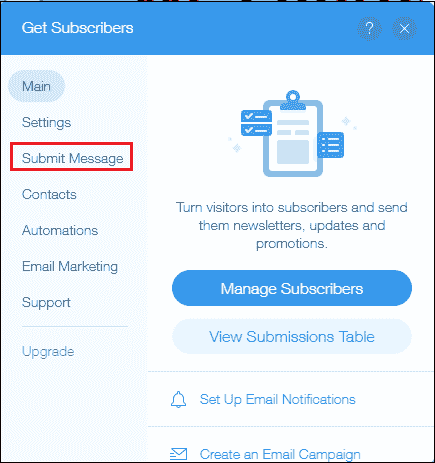 Get Subscribers
?
Main
Settings
Submit Message
Contacts
Automations
Email Marketing
Support
Upgrade
Turn visitors into subscribers and send
them newsletters, updates and
promotions.
Manage Subscribers
View Submissions Table
Set Up Email Notifications
Create an Email Campaign